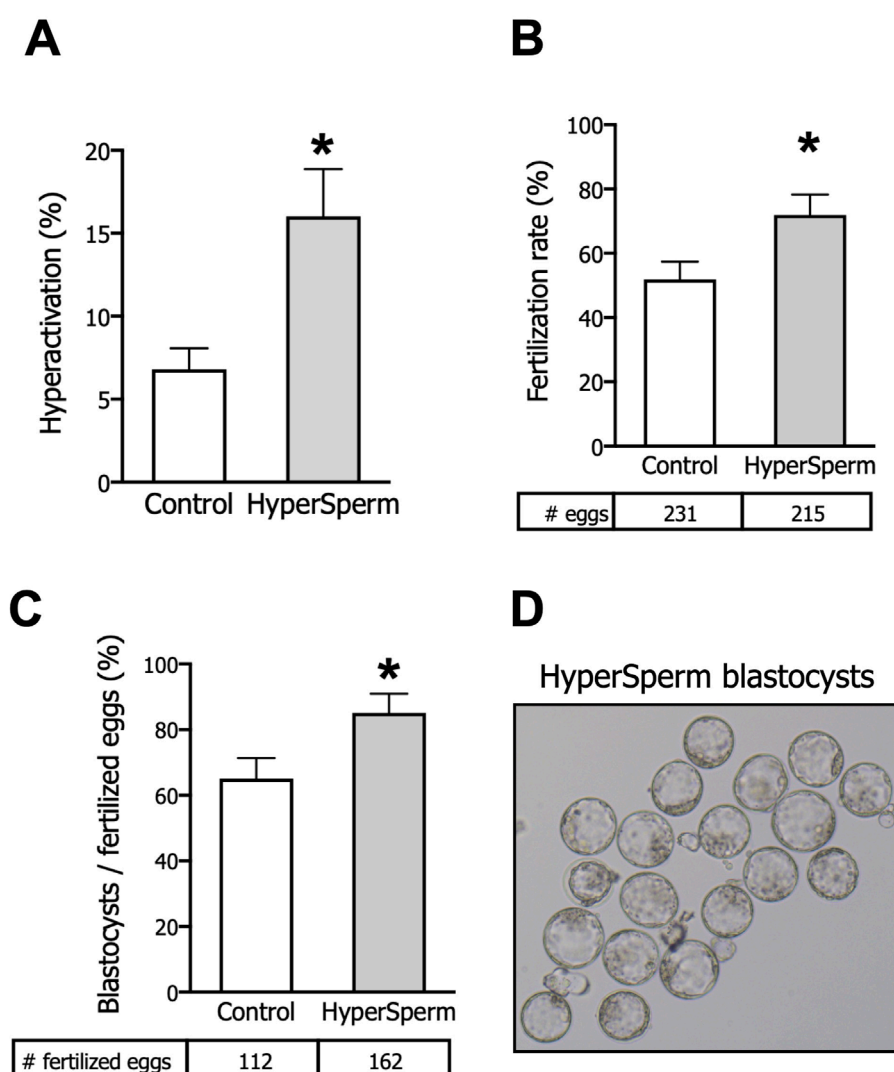 A
Hyperactivation (%)
20
15
10
5
0
*
Control HyperSperm
B
Fertilization rate (%)
100
80
60
40
20
0
*
Control HyperSperm
# eggs 231 215
C
Blastocysts / fertilized eggs (%)
100
80
60
40
20
0
*
Control HyperSperm
# fertilized eggs 112 162
D
HyperSperm blastocysts